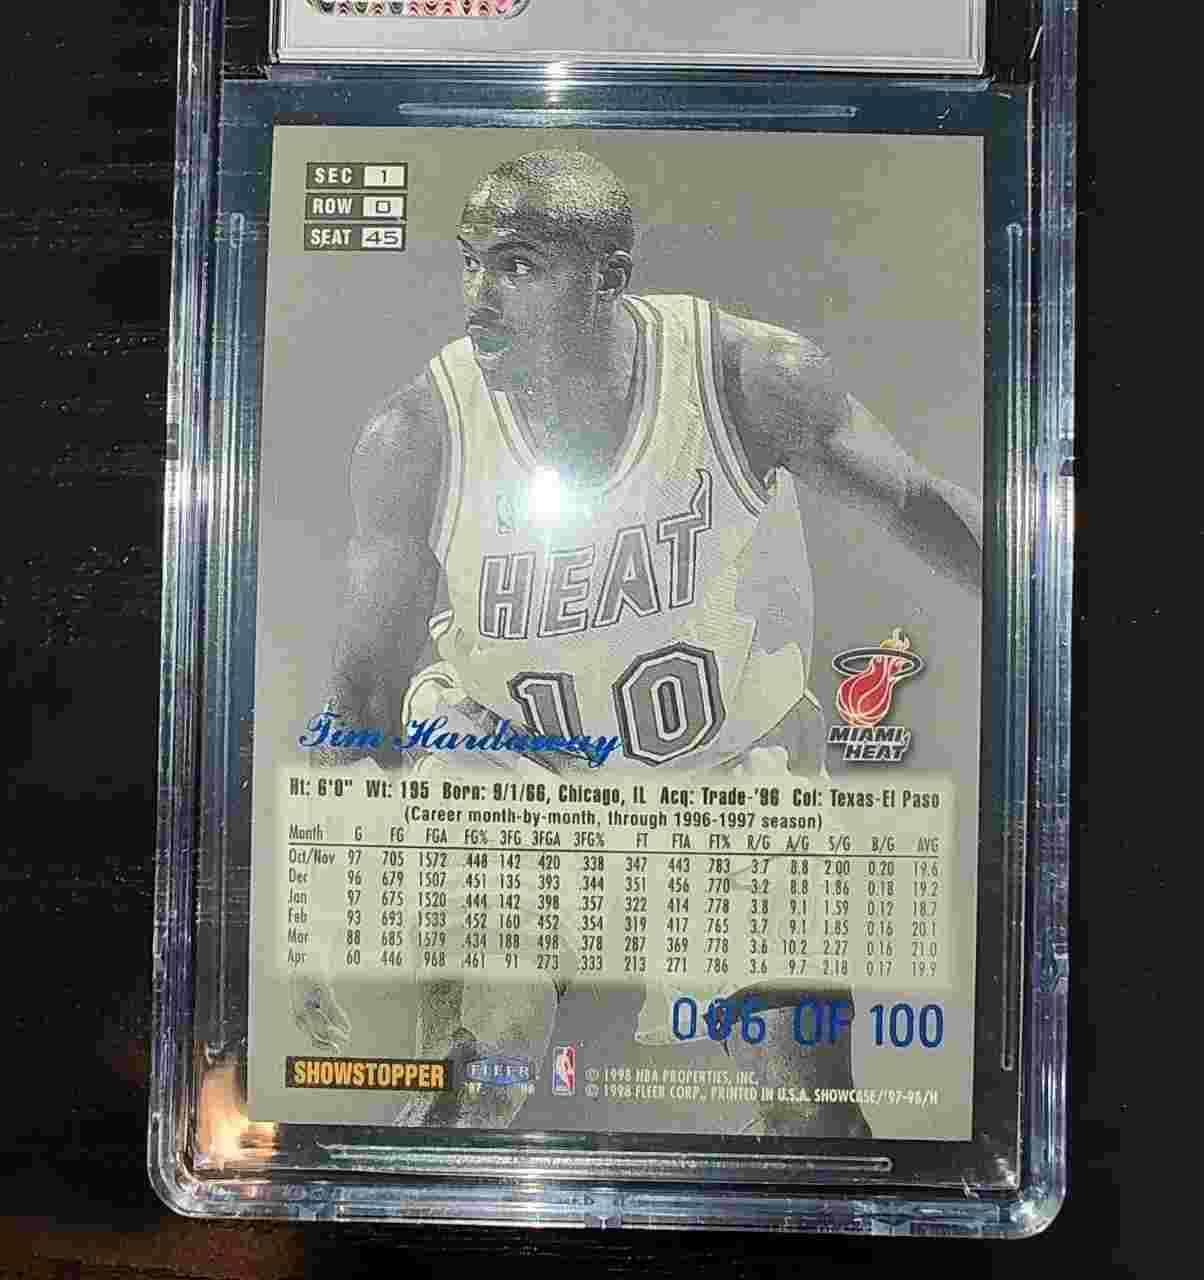 SEC 1
ROW 0
SEAT 45
HEAT
10
Tim Hardaway
MIAMI
HEAT
Ht: 6'0" Wt: 195 Born: 9/1/66, Chicago, IL Acq: Trade-'96 Col: Texas-El Paso
(Career month-by-month, through 1996-1997 season)
Month G FG FGA FG% 3FG 3FGA 3FG% FT FTA FT% R/G A/G S/G B/G AVG
Oct/Nov 97 705 1572 .448 142 420 .338 347 443 .783 3.7 8.8 2.00 0.20 19.6
Dec 96 679 1507 .451 135 393 .344 351 456 .770 3.2 8.8 1.86 0.18 19.2
Jan 97 675 1520 .444 142 398 .357 322 414 .778 3.8 9.1 1.59 0.12 18.7
Feb 93 693 1533 .452 160 452 .354 319 417 .765 3.7 9.1 1.85 0.16 20.1
Mar 88 685 1579 .434 188 498 .378 287 369 .778 3.6 10.2 2.27 0.16 21.0
Apr 60 446 968 .461 91 273 .333 213 271 .786 3.6 9.7 2.18 0.17 19.9
006 OF 100
SHOWSTOPPER
FLEER
'97 '98
© 1998 NBA PROPERTIES, INC.
© 1998 FLEER CORP., PRINTED IN U.S.A. SHOWCASE/'97-98/H